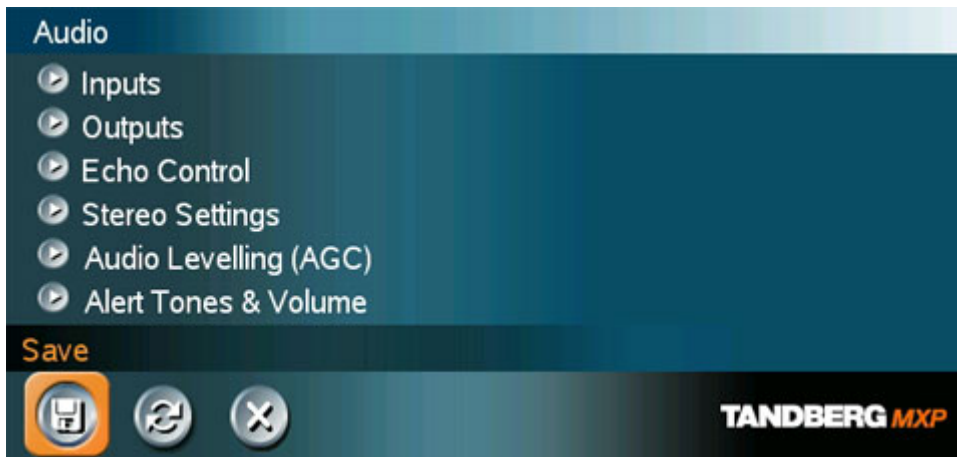 Audio
Inputs
Outputs
Echo Control
Stereo Settings
Audio Levelling (AGC)
Alert Tones & Volume
Save
TANDBERG MXP